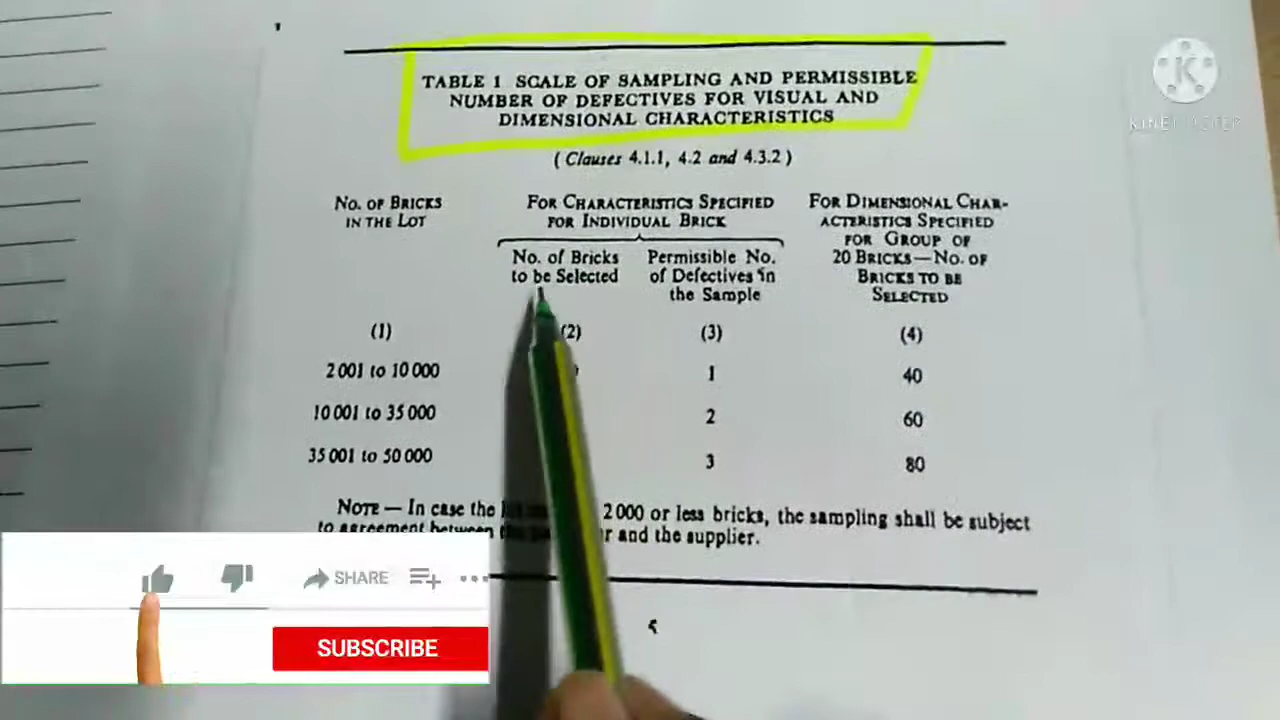 TABLE 1 SCALE OF SAMPLING AND PERMISSIBLE
NUMBER OF DEFECTIVES FOR VISUAL AND
DIMENSIONAL CHARACTERISTICS
( Clauses 4.1.1, 4.2 and 4.3.2 )
NO. OF BRICKS IN THE LOT
FOR CHARACTERISTICS SPECIFIED FOR INDIVIDUAL BRICK
FOR DIMENSIONAL CHAR-
ACTERISTICS SPECIFIED
FOR GROUP OF
20 BRICKS — NO. OF
BRICKS TO BE
SELECTED
No. of Bricks
to be Selected
Permissible No.
of Defectives in
the Sample
(1) (2) (3) (4)
2 001 to 10 000 1 40
10 001 to 35 000 2 60
35 001 to 50 000 3 80
NOTE — In case the 2 000 or less bricks, the sampling shall be subject
to agreement between and the supplier.
5
KINEMASTER
SHARE
SUBSCRIBE